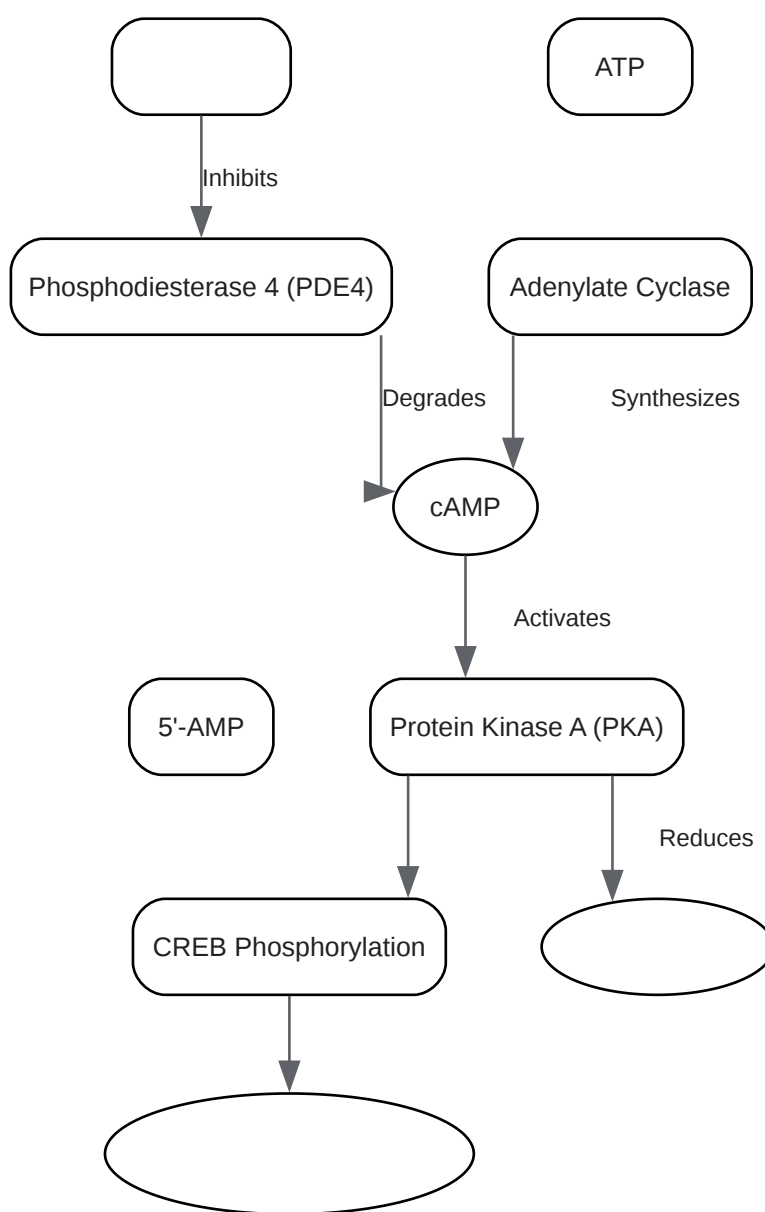 ATP
Inhibits
Phosphodiesterase 4 (PDE4)
Adenylate Cyclase
Degrades
Synthesizes
cAMP
Activates
5'-AMP
Protein Kinase A (PKA)
Reduces
CREB Phosphorylation